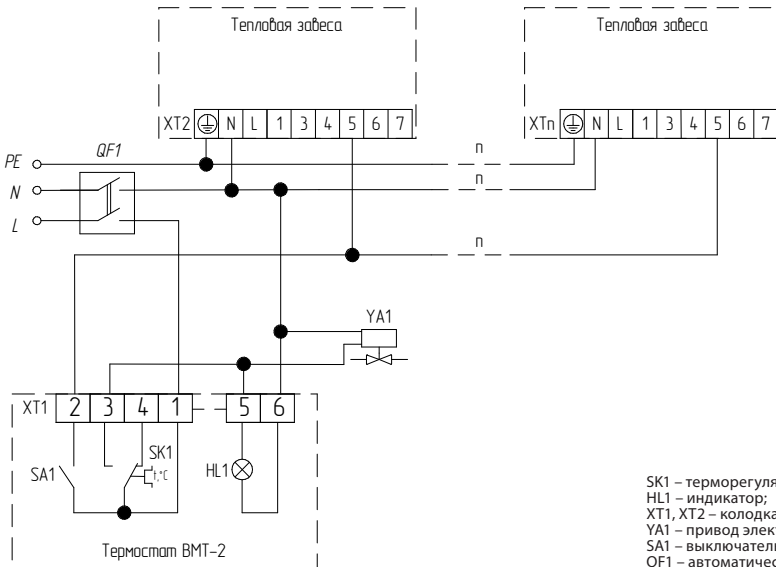 Тепловая завеса
Тепловая завеса
XT2 N L 1 3 4 5 6 7
XTn N L 1 3 4 5 6 7
PE
QF1
n
N
n
L
n
YA1
XT1 2 3 4 1 5 6
SA1
SK1
t,°C
HL1
Термостат BMT-2
SK1 – терморегуля
HL1 – индикатор;
XT1, XT2 – колодка
YA1 – привод элект
SA1 – выключатель
QF1 – автоматичес